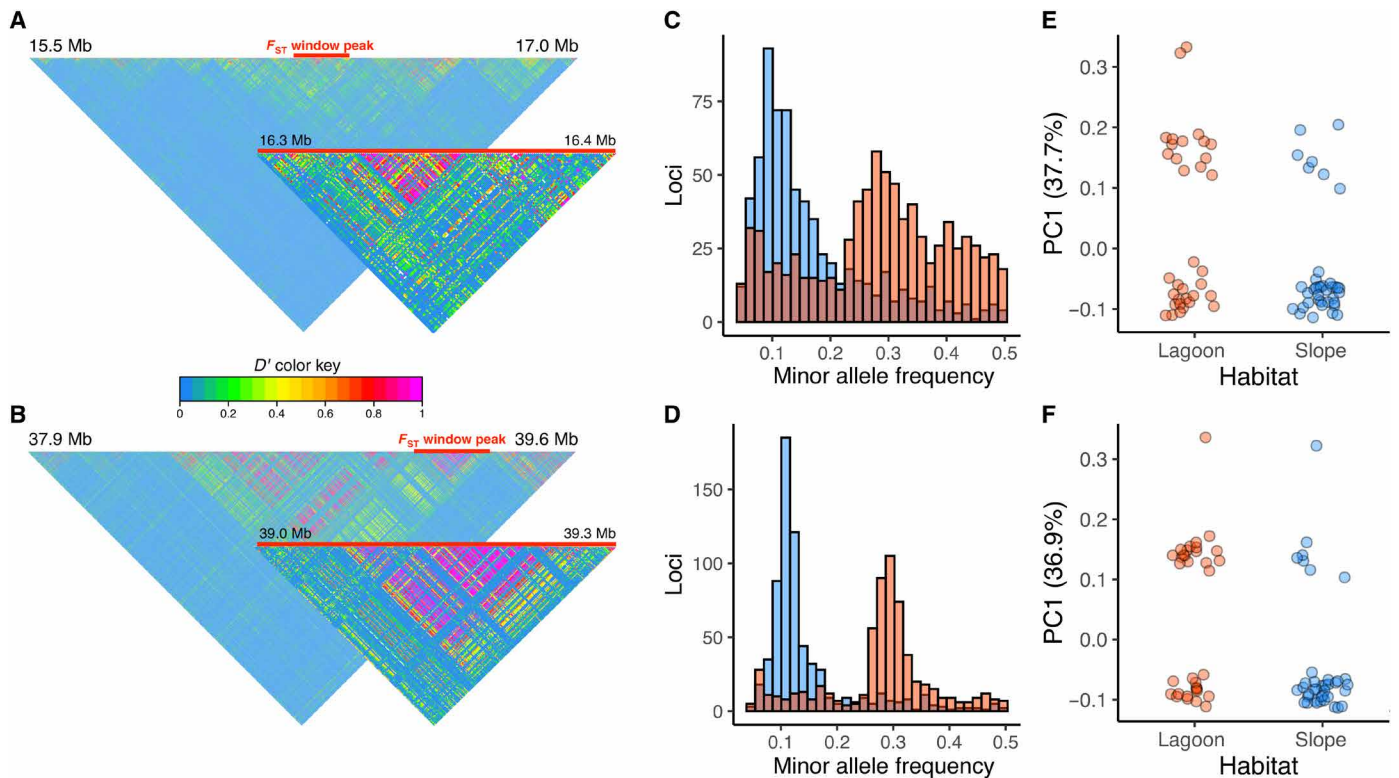 A
15.5 Mb
F_ST window peak
17.0 Mb
16.3 Mb
16.4 Mb
D′ color key
0 0.2 0.4 0.6 0.8 1
B
37.9 Mb
F_ST window peak
39.6 Mb
39.0 Mb
39.3 Mb
C
Loci
75
50
25
0
0.1 0.2 0.3 0.4 0.5
Minor allele frequency
D
Loci
150
100
50
0
0.1 0.2 0.3 0.4 0.5
Minor allele frequency
E
PC1 (37.7%)
0.3
0.2
0.1
0.0
−0.1
Lagoon Slope
Habitat
F
PC1 (36.9%)
0.3
0.2
0.1
0.0
−0.1
Lagoon Slope
Habitat